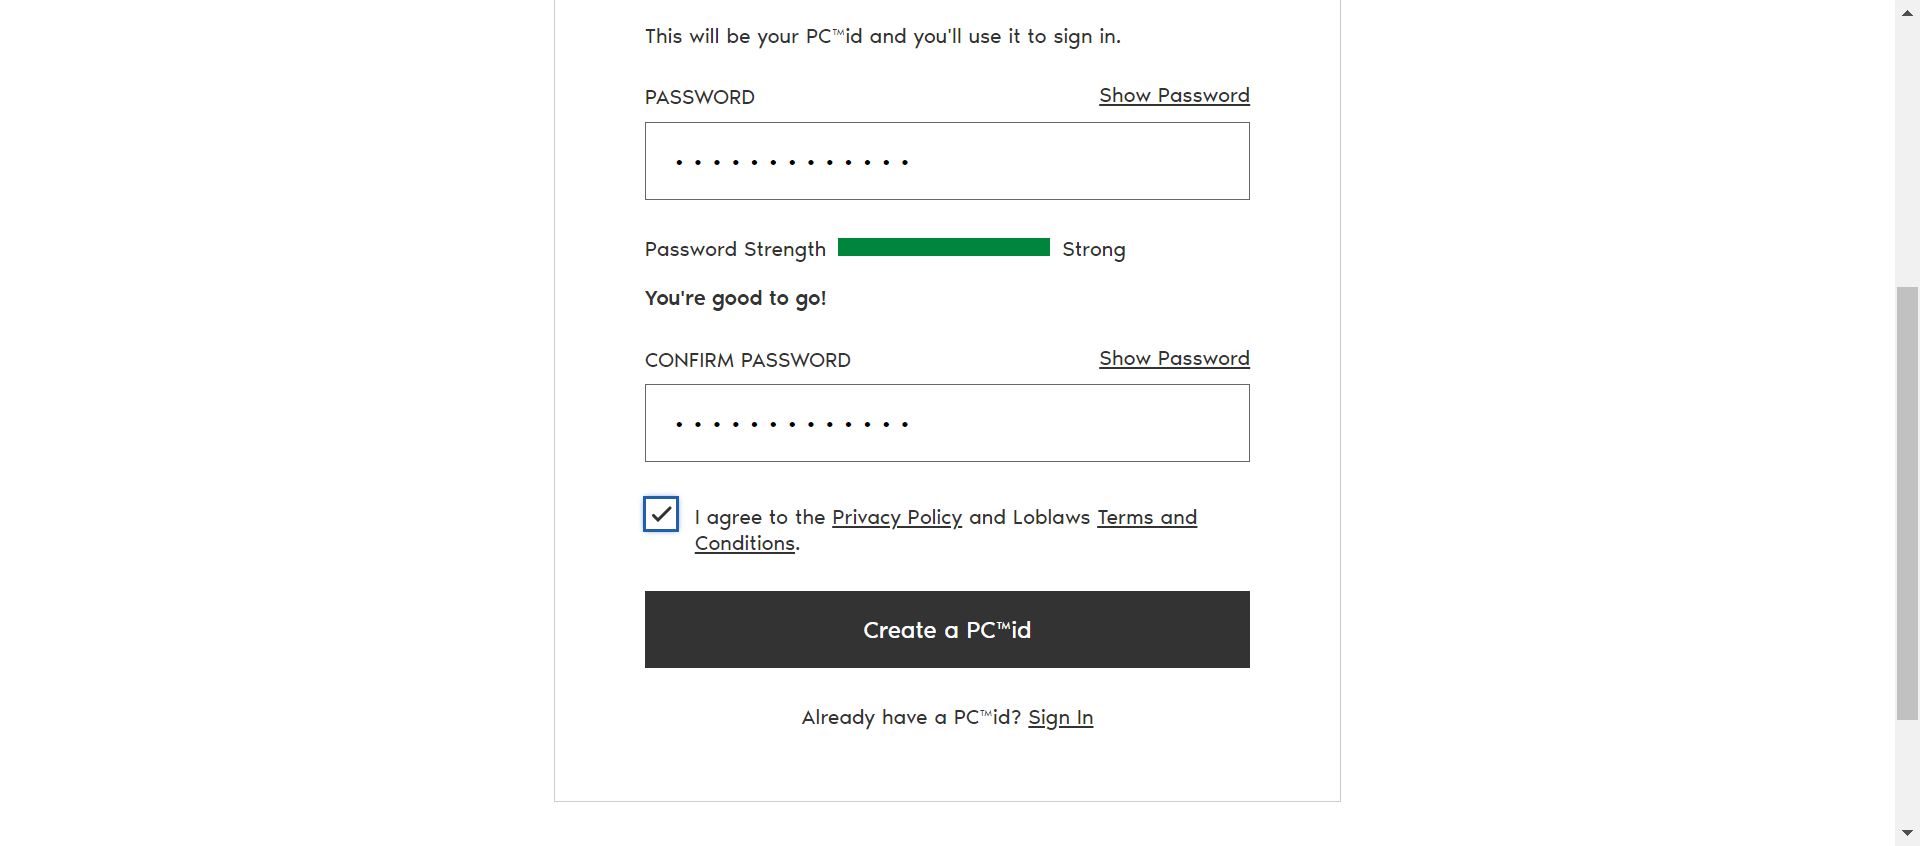 This will be your PC™id and you'll use it to sign in.
PASSWORD Show Password
•••••••••••••
Password Strength Strong
You're good to go!
CONFIRM PASSWORD Show Password
•••••••••••••
I agree to the Privacy Policy and Loblaws Terms and
Conditions.
Create a PC™id
Already have a PC™id? Sign In